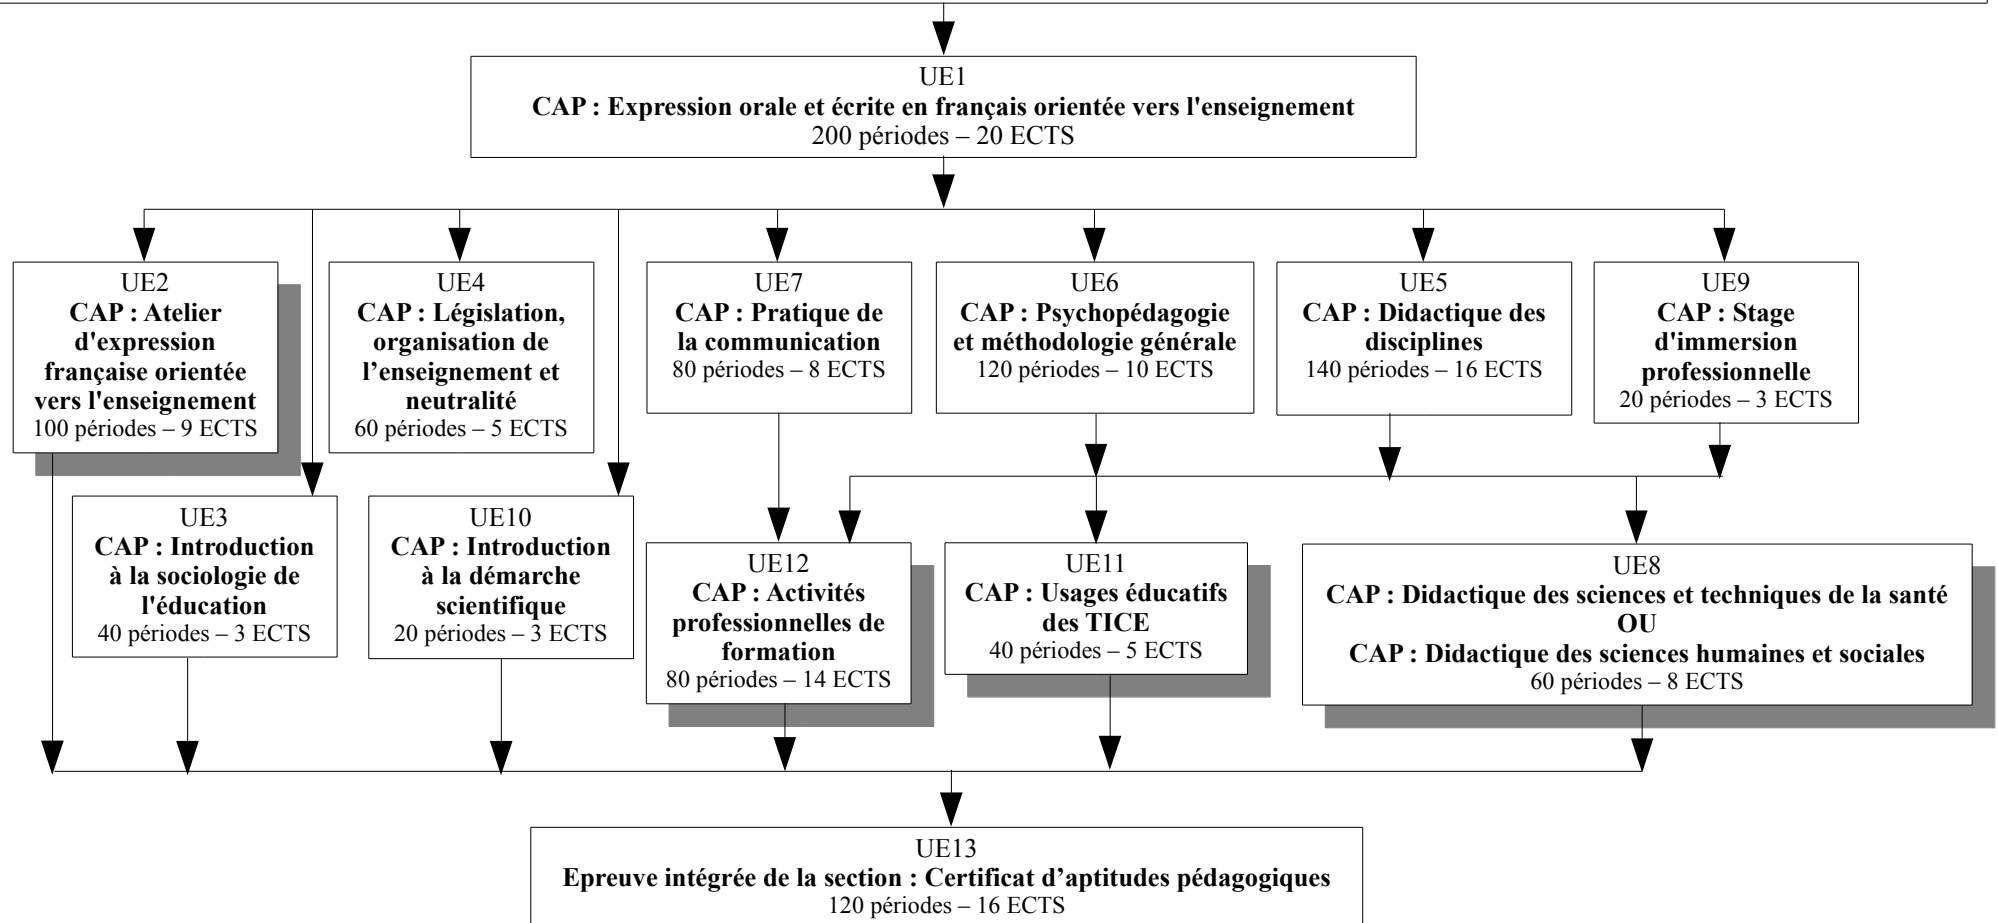 UE1
CAP : Expression orale et écrite en français orientée vers l'enseignement
200 périodes – 20 ECTS
UE2
CAP : Atelier
d'expression
française orientée
vers l'enseignement
100 périodes – 9 ECTS
UE4
CAP : Législation,
organisation de
l’enseignement et
neutralité
60 périodes – 5 ECTS
UE7
CAP : Pratique de
la communication
80 périodes – 8 ECTS
UE6
CAP : Psychopédagogie
et méthodologie générale
120 périodes – 10 ECTS
UE5
CAP : Didactique des
disciplines
140 périodes – 16 ECTS
UE9
CAP : Stage
d'immersion
professionnelle
20 périodes – 3 ECTS
UE3
CAP : Introduction
à la sociologie de
l'éducation
40 périodes – 3 ECTS
UE10
CAP : Introduction
à la démarche
scientifique
20 périodes – 3 ECTS
UE12
CAP : Activités
professionnelles de
formation
80 périodes – 14 ECTS
UE11
CAP : Usages éducatifs
des TICE
40 périodes – 5 ECTS
UE8
CAP : Didactique des sciences et techniques de la santé
OU
CAP : Didactique des sciences humaines et sociales
60 périodes – 8 ECTS
UE13
Epreuve intégrée de la section : Certificat d’aptitudes pédagogiques
120 périodes – 16 ECTS